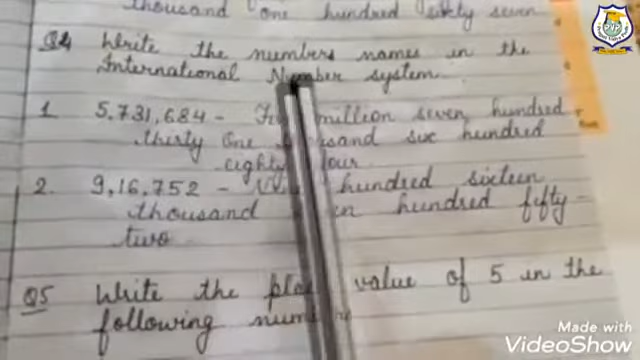 thousand one hundred sixty seven
Q4 Write the numbers names in the
International Number system.
1. 5,731,684 - million seven hundred
thirty one six hundred
eighty four
2. 9,16,752 - hundred sixteen
thousand hundred fifty-
two
Q5 Write the value of 5 in the
following
Made with
VideoShow